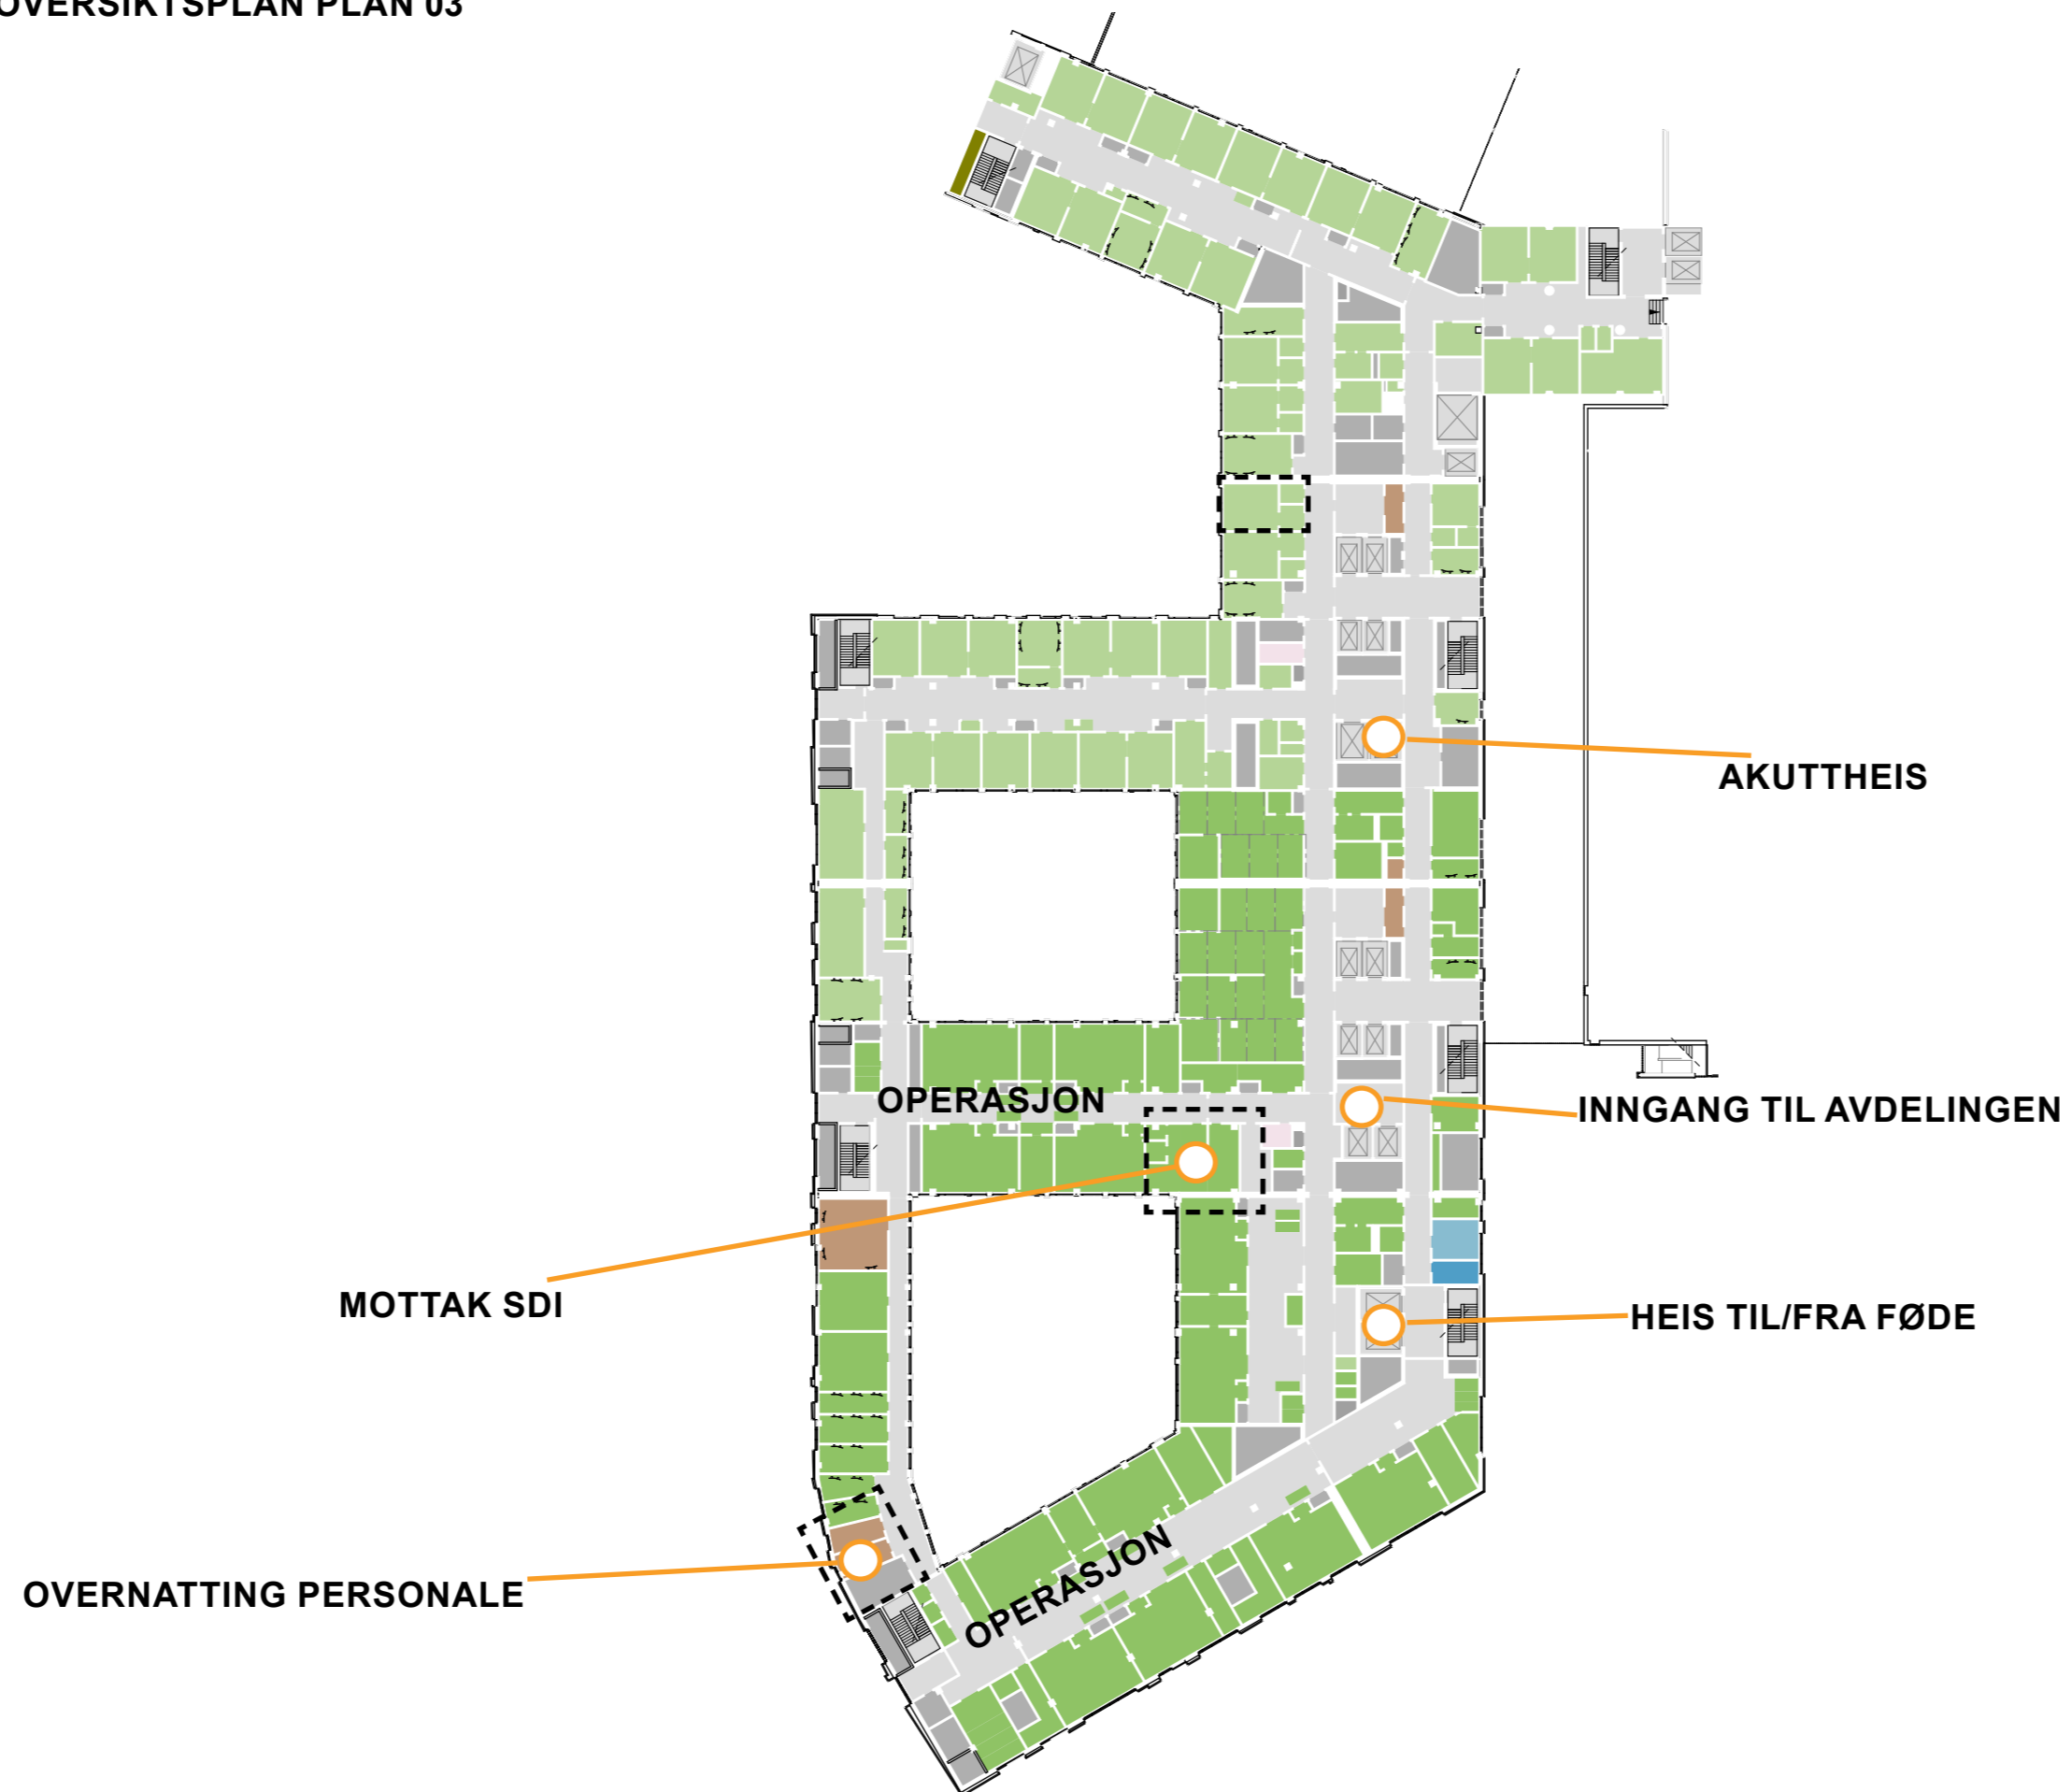 OVERSIKTSPLAN PLAN 03
AKUTTHEIS
OPERASJON
INNGANG TIL AVDELINGEN
MOTTAK SDI
HEIS TIL/FRA FØDE
OPERASJON
OVERNATTING PERSONALE